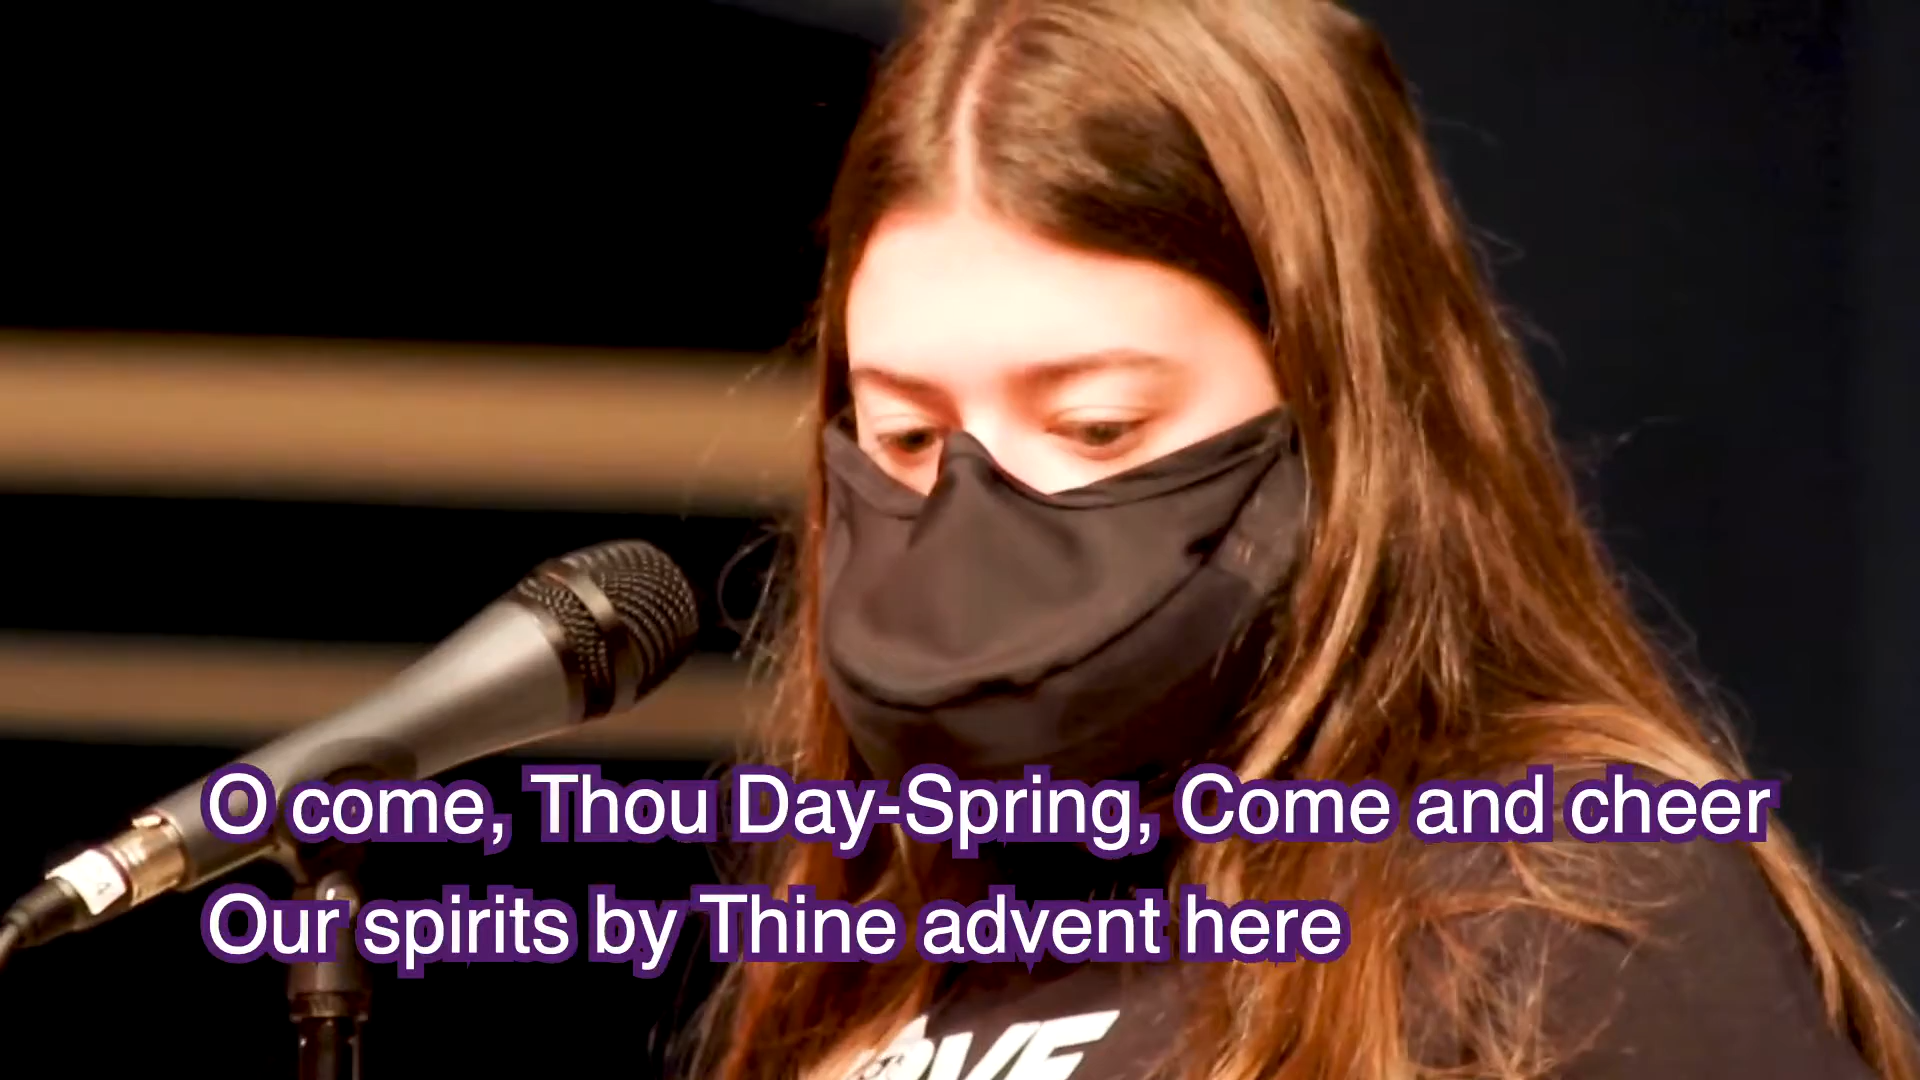 O come, Thou Day-Spring, Come and cheer
Our spirits by Thine advent here